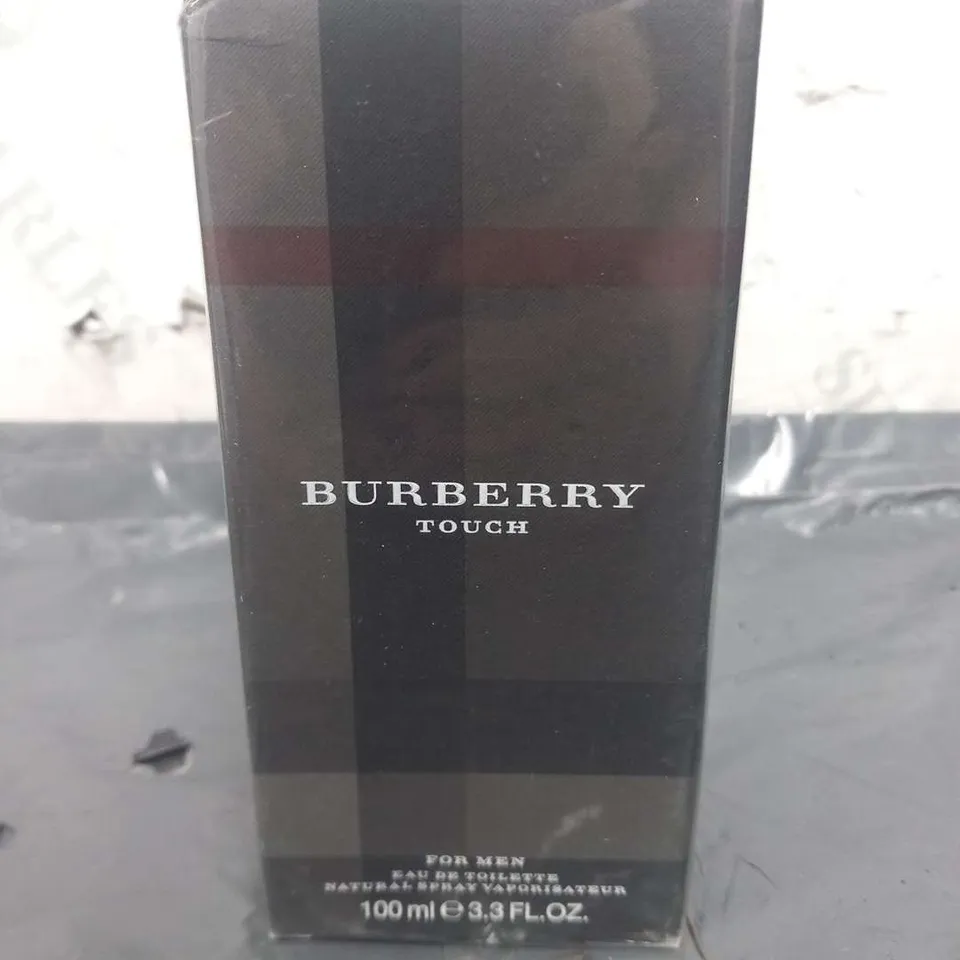 BURBERRY
TOUCH
FOR MEN
EAU DE TOILETTE
NATURAL SPRAY VAPORISATEUR
100 ml ℮ 3.3 FL.OZ.